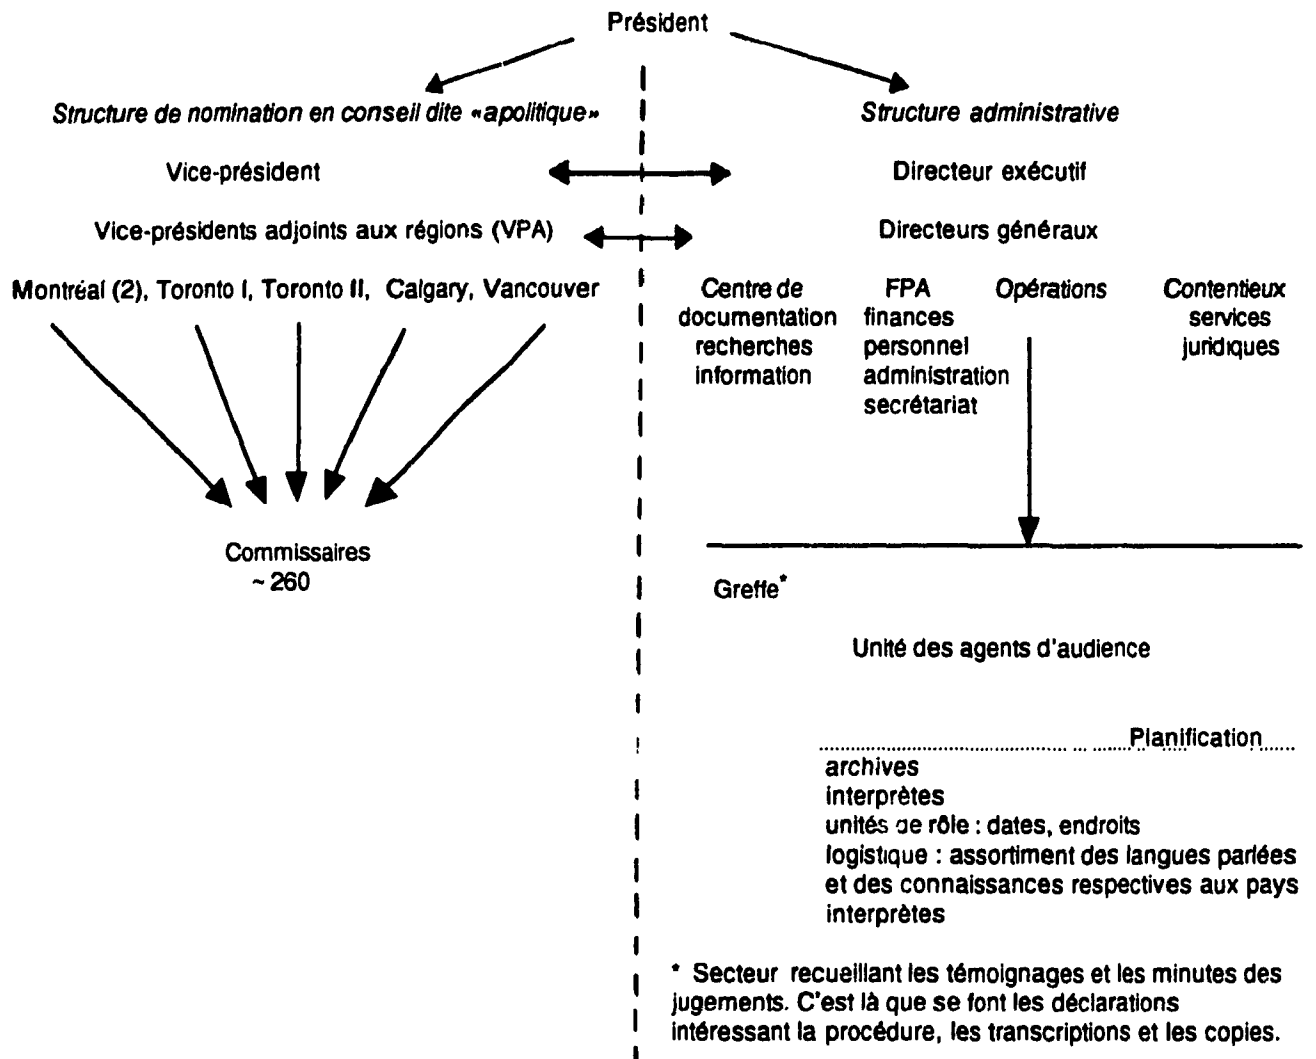 Président
Structure de nomination en conseil dite «apolitique»
Structure administrative
Vice-président
Directeur exécutif
Vice-présidents adjoints aux régions (VPA)
Directeurs généraux
Montréal (2), Toronto I, Toronto II, Calgary, Vancouver
Centre de
documentation
recherches
information
FPA
finances
personnel
administration
secrétariat
Opérations
Contentieux
services
juridiques
Commissaires
~ 260
Greffe*
Unité des agents d'audience
Planification
archives
interprètes
unités de rôle : dates, endroits
logistique : assortiment des langues parlées
et des connaissances respectives aux pays
interprètes
* Secteur recueillant les témoignages et les minutes des
jugements. C'est là que se font les déclarations
intéressant la procédure, les transcriptions et les copies.